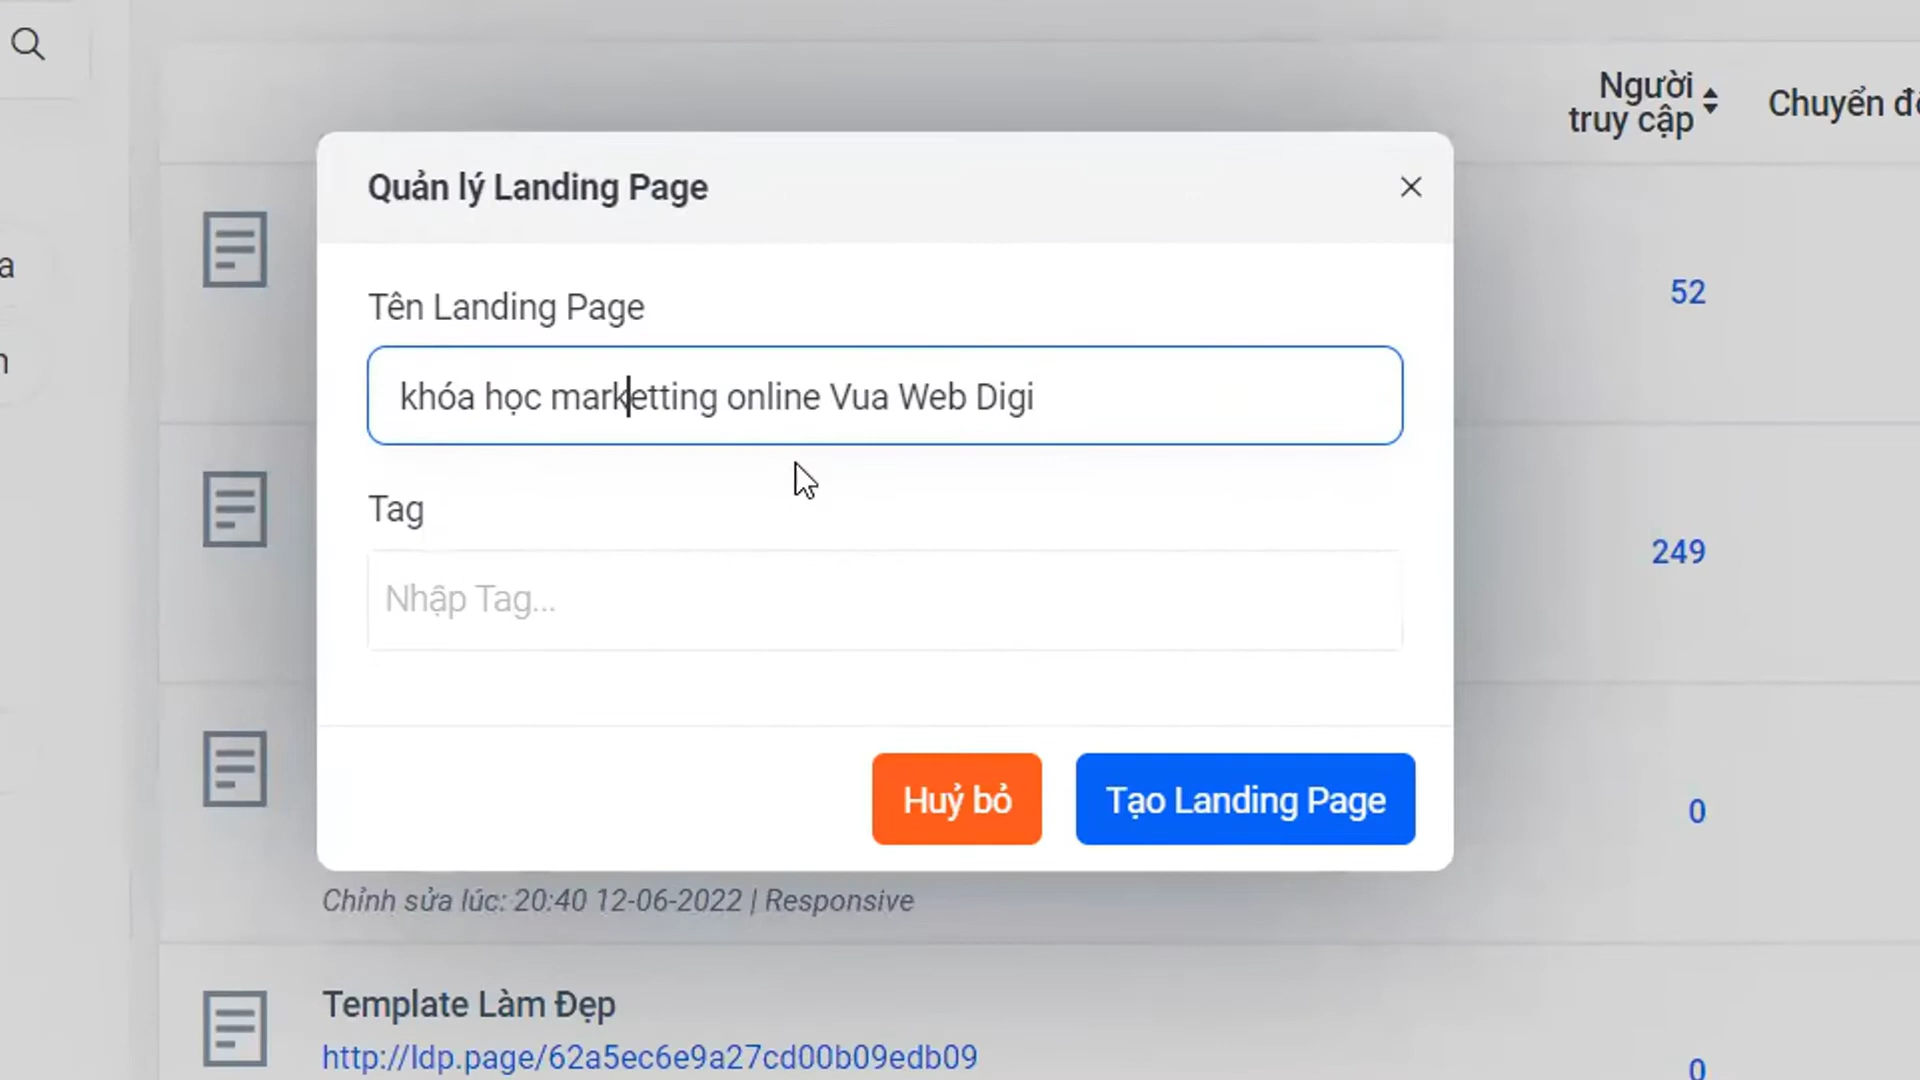 Người
truy cập
Chuyển
Quản lý Landing Page
Tên Landing Page
khóa học marketting online Vua Web Digi
52
Tag
249
Nhập Tag...
Huỷ bỏ
Tạo Landing Page
0
Chỉnh sửa lúc: 20:40 12-06-2022 | Responsive
Template Làm Đẹp
http://ldp.page/62a5ec6e9a27cd00b09edb09
0